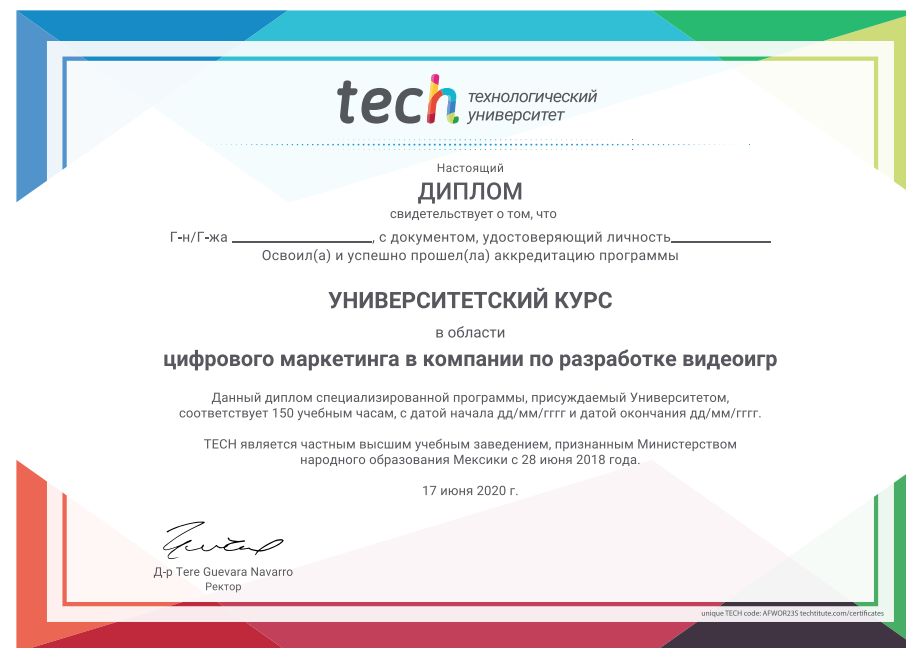 tech технологический
университет
Настоящий
ДИПЛОМ
свидетельствует о том, что
Г-н/Г-жа ____________________, с документом, удостоверяющий личность______________
Освоил(а) и успешно прошел(ла) аккредитацию программы
УНИВЕРСИТЕТСКИЙ КУРС
в области
цифрового маркетинга в компании по разработке видеоигр
Данный диплом специализированной программы, присуждаемый Университетом,
соответствует 150 учебным часам, с датой начала дд/мм/гггг и датой окончания дд/мм/гггг.
TECH является частным высшим учебным заведением, признанным Министерством
народного образования Мексики с 28 июня 2018 года.
17 июня 2020 г.
Д-р Tere Guevara Navarro
Ректор
unique TECH code: AFWOR23S techtitute.com/certificates